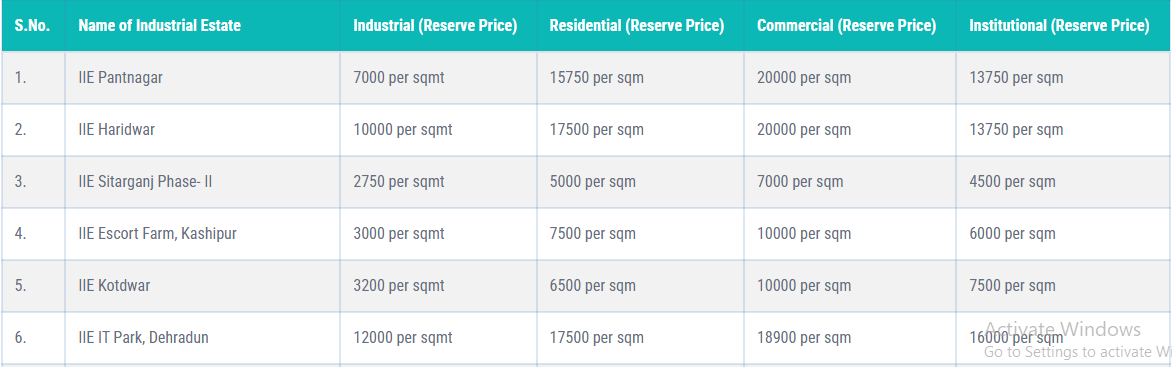 S.No. Name of Industrial Estate Industrial (Reserve Price) Residential (Reserve Price) Commercial (Reserve Price) Institutional (Reserve Price)
1. IIE Pantnagar 7000 per sqmt 15750 per sqm 20000 per sqm 13750 per sqm
2. IIE Haridwar 10000 per sqmt 17500 per sqm 20000 per sqm 13750 per sqm
3. IIE Sitarganj Phase- II 2750 per sqmt 5000 per sqm 7000 per sqm 4500 per sqm
4. IIE Escort Farm, Kashipur 3000 per sqmt 7500 per sqm 10000 per sqm 6000 per sqm
5. IIE Kotdwar 3200 per sqmt 6500 per sqm 10000 per sqm 7500 per sqm
6. IIE IT Park, Dehradun 12000 per sqmt 17500 per sqm 18900 per sqm 16000 per sqm
Activate Windows
Go to Settings to activate Wi